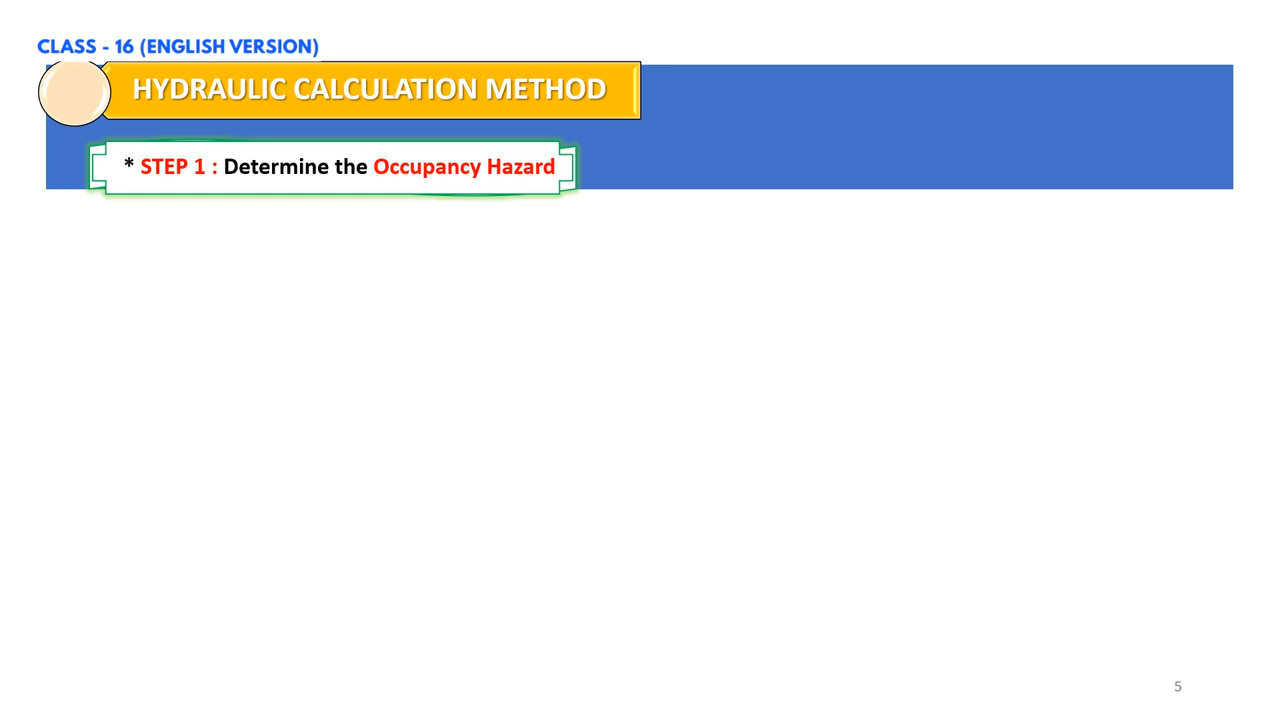 CLASS - 16 (ENGLISH VERSION)
HYDRAULIC CALCULATION METHOD
* STEP 1 : Determine the Occupancy Hazard
5